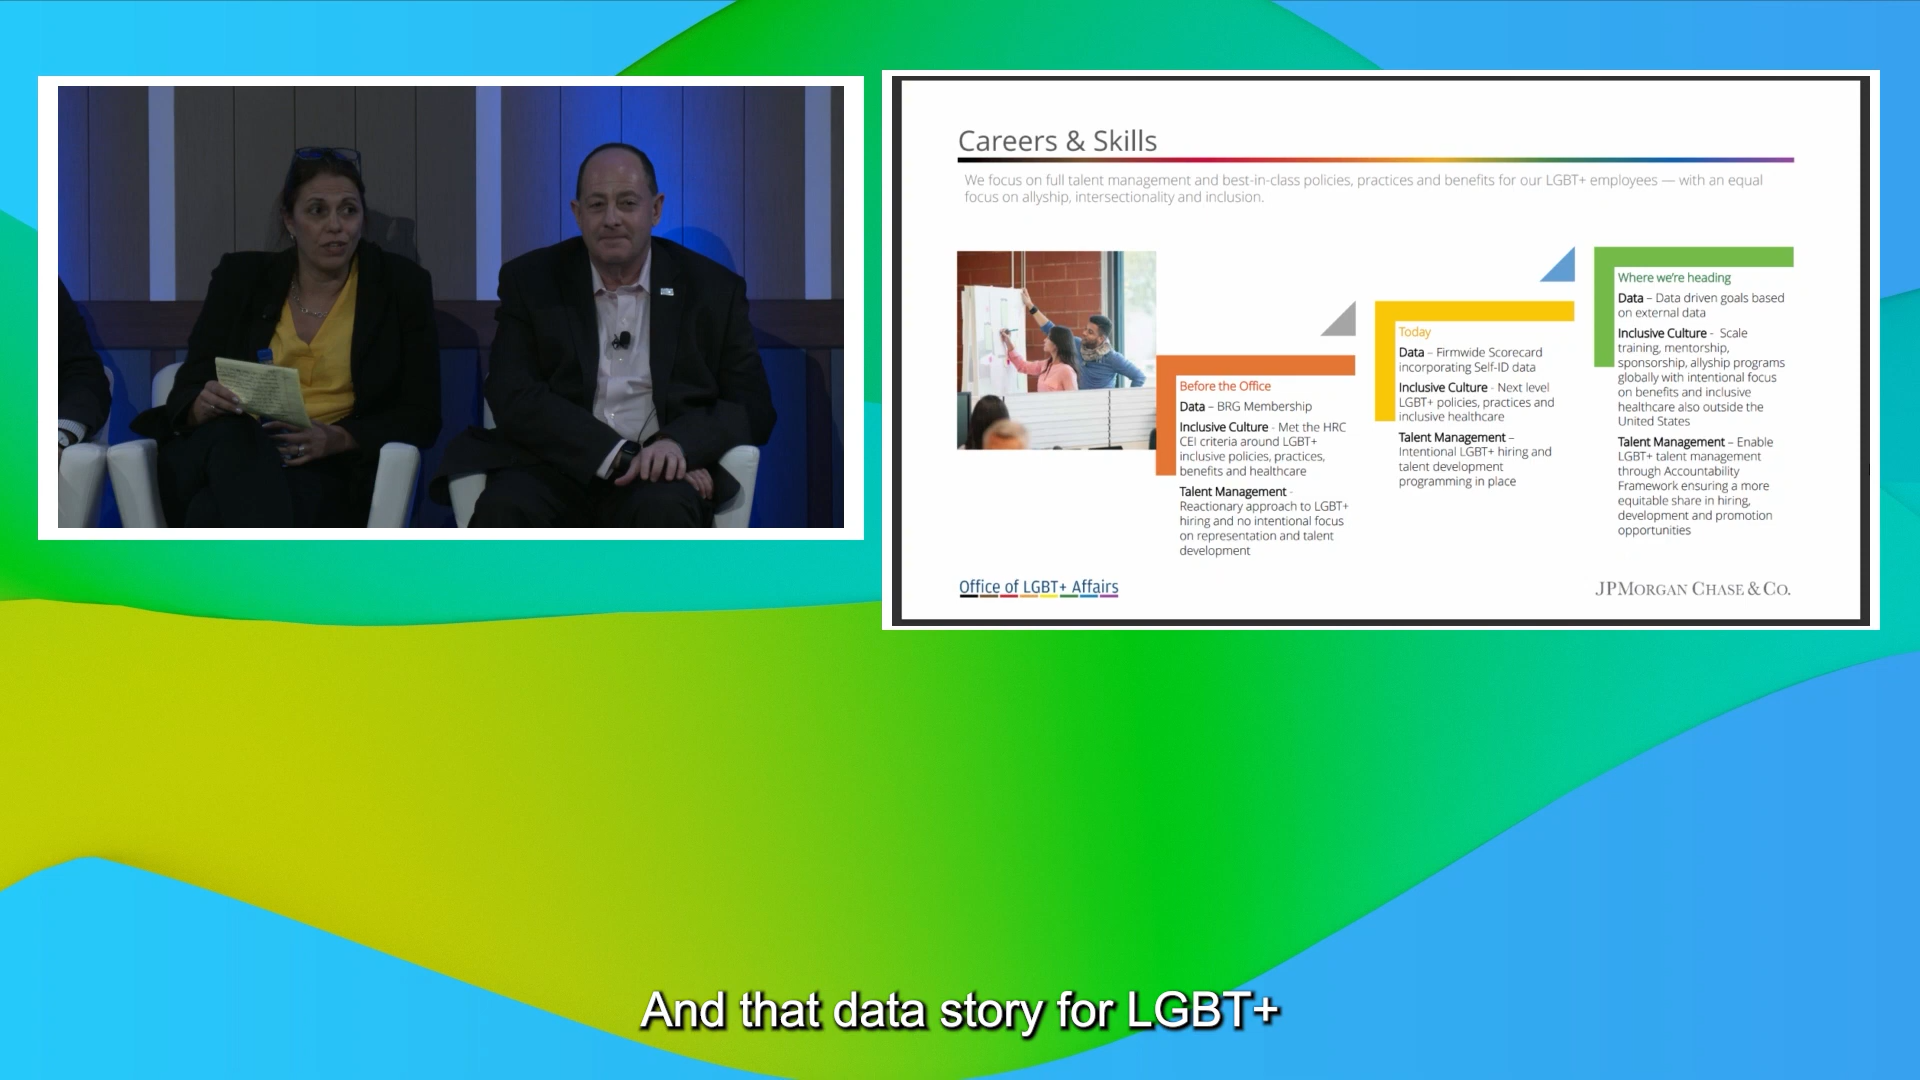 Careers & Skills
We focus on full talent management and best-in-class policies, practices and benefits for our LGBT+ employees — with an equal
focus on allyship, intersectionality and inclusion.
Before the Office
Data – BRG Membership
Inclusive Culture - Met the HRC
CEI criteria around LGBT+
inclusive policies, practices,
benefits and healthcare
Talent Management -
Reactionary approach to LGBT+
hiring and no intentional focus
on representation and talent
development
Today
Data – Firmwide Scorecard
incorporating Self-ID data
Inclusive Culture - Next level
LGBT+ policies, practices and
inclusive healthcare
Talent Management –
Intentional LGBT+ hiring and
talent development
programming in place
Where we're heading
Data – Data driven goals based
on external data
Inclusive Culture - Scale
training, mentorship,
sponsorship, allyship programs
globally with intentional focus
on benefits and inclusive
healthcare also outside the
United States
Talent Management – Enable
LGBT+ talent management
through Accountability
Framework ensuring a more
equitable share in hiring,
development and promotion
opportunities
Office of LGBT+ Affairs
JPMORGAN CHASE & CO.
And that data story for LGBT+